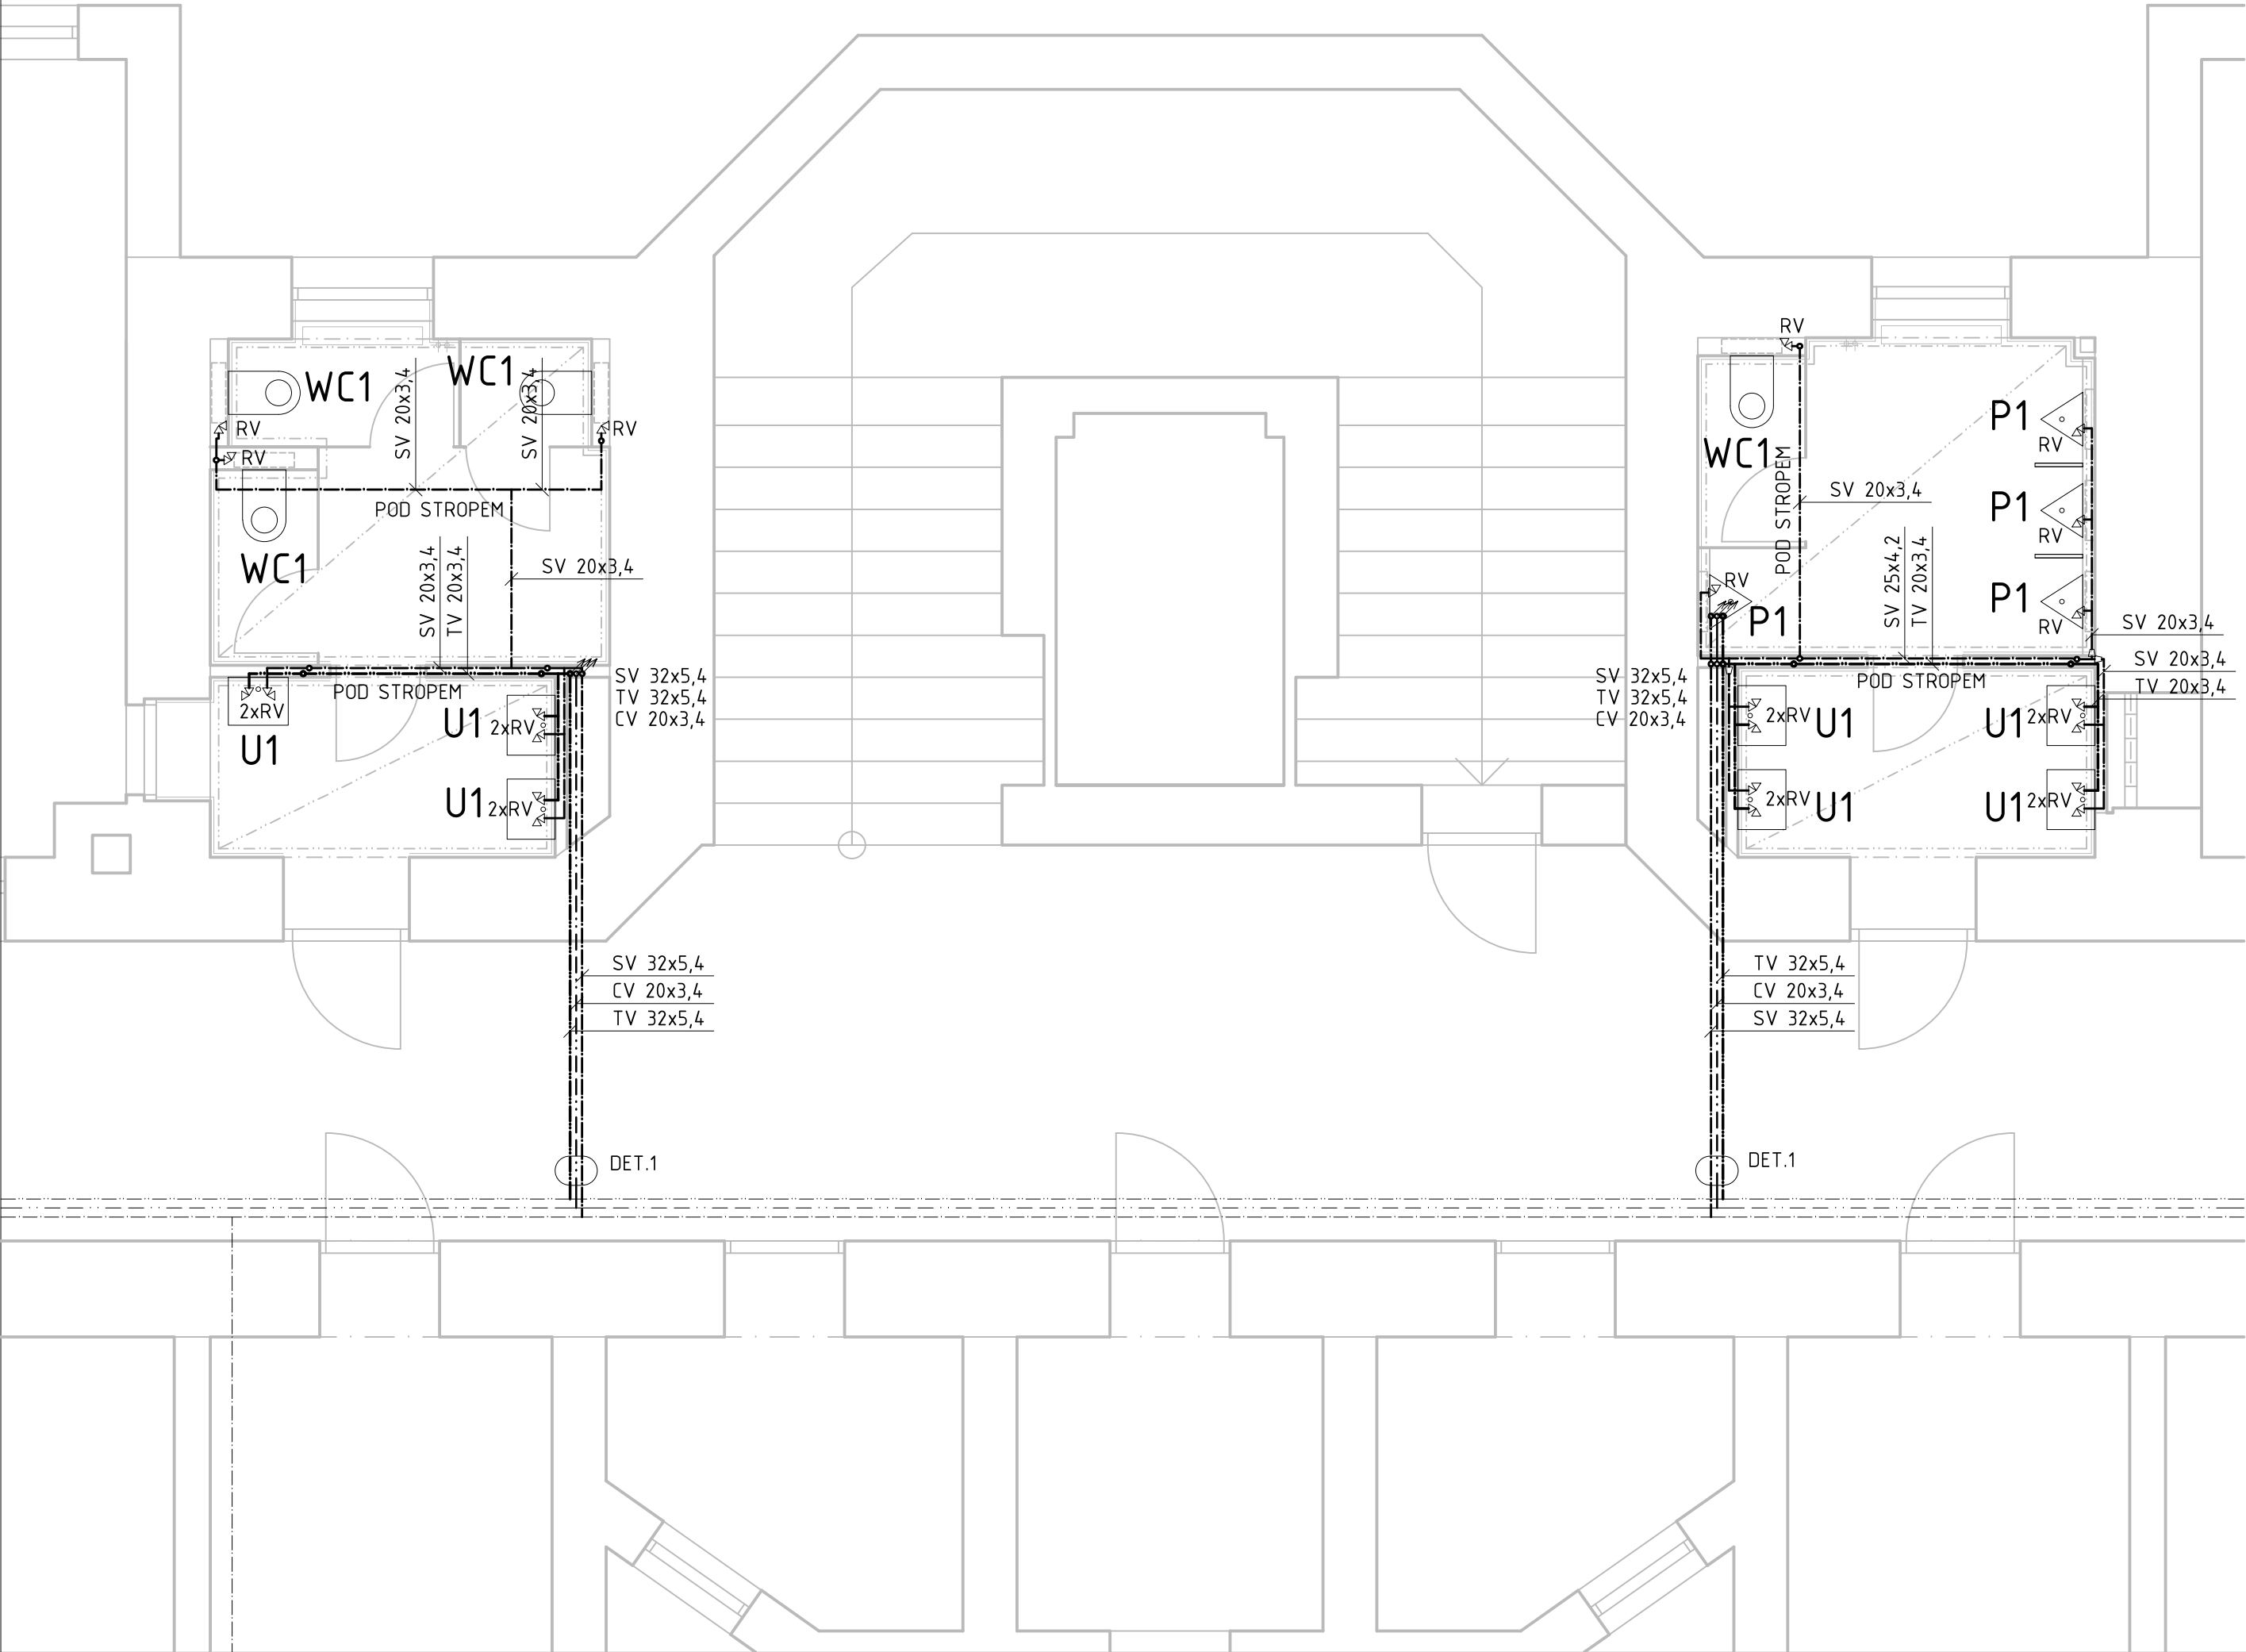 WC1
WC1
SV 20x3,4
SV 20x3,4
RV
RV
RV
POD STROPEM
WC1
SV 20x3,4
TV 20x3,4
SV 20x3,4
POD STROPEM
2xRV
U1
U1
2xRV
U1
2xRV
SV 32x5,4
TV 32x5,4
CV 20x3,4
SV 32x5,4
CV 20x3,4
TV 32x5,4
DET.1
RV
WC1
POD STROPEM
SV 20x3,4
P1
RV
P1
RV
P1
RV
RV
P1
SV 25x4,2
TV 20x3,4
SV 20x3,4
SV 20x3,4
TV 20x3,4
POD STROPEM
SV 32x5,4
TV 32x5,4
CV 20x3,4
2xRV
U1
U1
2xRV
2xRV
U1
U1
2xRV
TV 32x5,4
CV 20x3,4
SV 32x5,4
DET.1